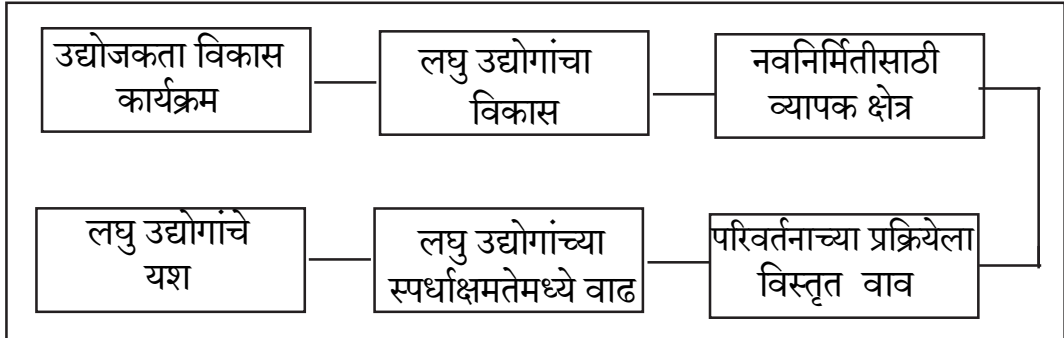 उद्योजकता विकास
कार्यक्रम
लघु उद्योगांचा
विकास
नवनिर्मितीसाठी
व्यापक क्षेत्र
लघु उद्योगांचे
यश
लघु उद्योगांच्या
स्पर्धाक्षमतेमध्ये वाढ
परिवर्तनाच्या प्रक्रियेला
विस्तृत वाव